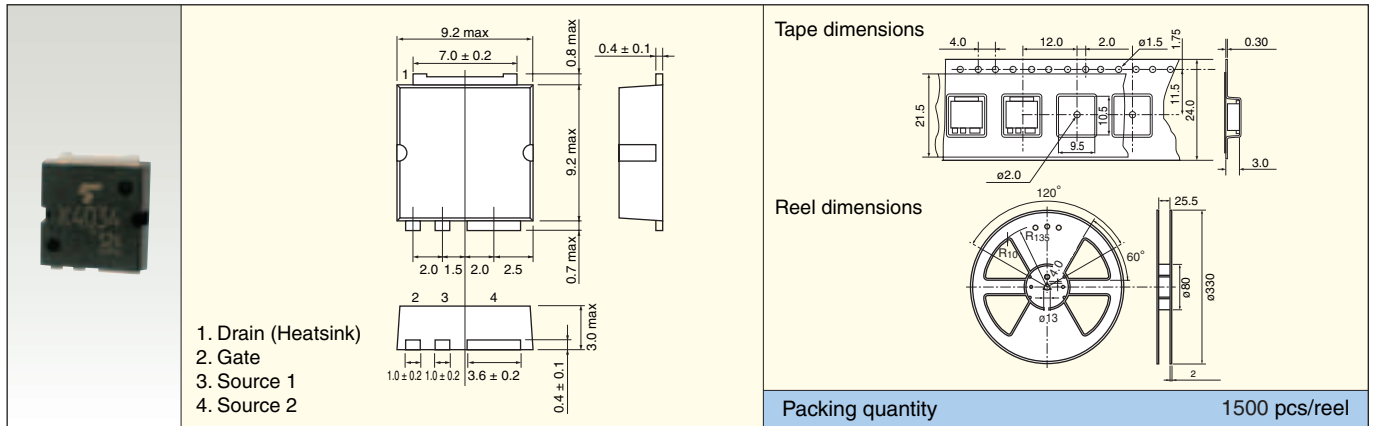 K4034
9.2 max
7.0 ± 0.2
0.8 max
0.4 ± 0.1
1
9.2 max
0.7 max
2.0 1.5 2.0 2.5
2 3 4
3.0 max
1.0 ± 0.2 1.0 ± 0.2 3.6 ± 0.2
0.4 ± 0.1
1. Drain (Heatsink)
2. Gate
3. Source 1
4. Source 2
Tape dimensions
4.0 12.0 2.0 ø1.5 1.75 0.30
21.5
10.5
11.5
24.0
9.5
ø2.0
3.0
Reel dimensions
120°
25.5
R135
R10
60°
4.0
ø13
ø80
ø330
2
Packing quantity 1500 pcs/reel